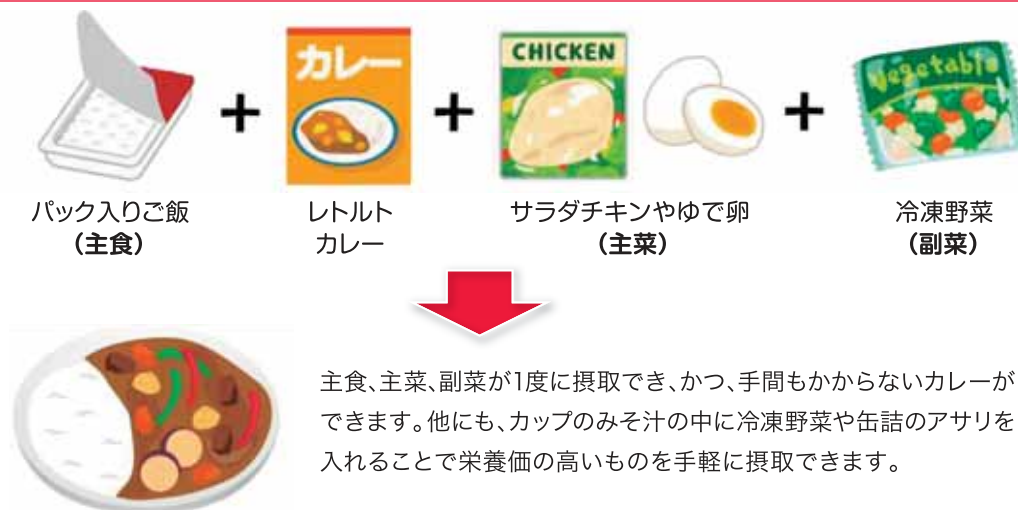 カレー
CHICKEN
vegetable
+
+
+
パック入りご飯
(主食)
レトルト
カレー
サラダチキンやゆで卵
(主菜)
冷凍野菜
(副菜)
主食、主菜、副菜が1度に摂取でき、かつ、手間もかからないカレーが
できます。他にも、カップのみそ汁の中に冷凍野菜や缶詰のアサリを
入れることで栄養価の高いものを手軽に摂取できます。